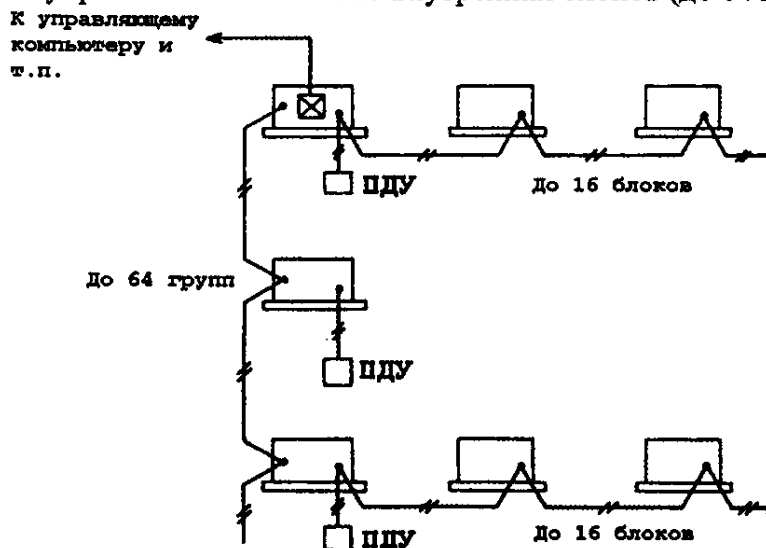 К управляющему
компьютеру и
т.п.
ПДУ
До 16 блоков
До 64 групп
ПДУ
До 16 блоков
ПДУ